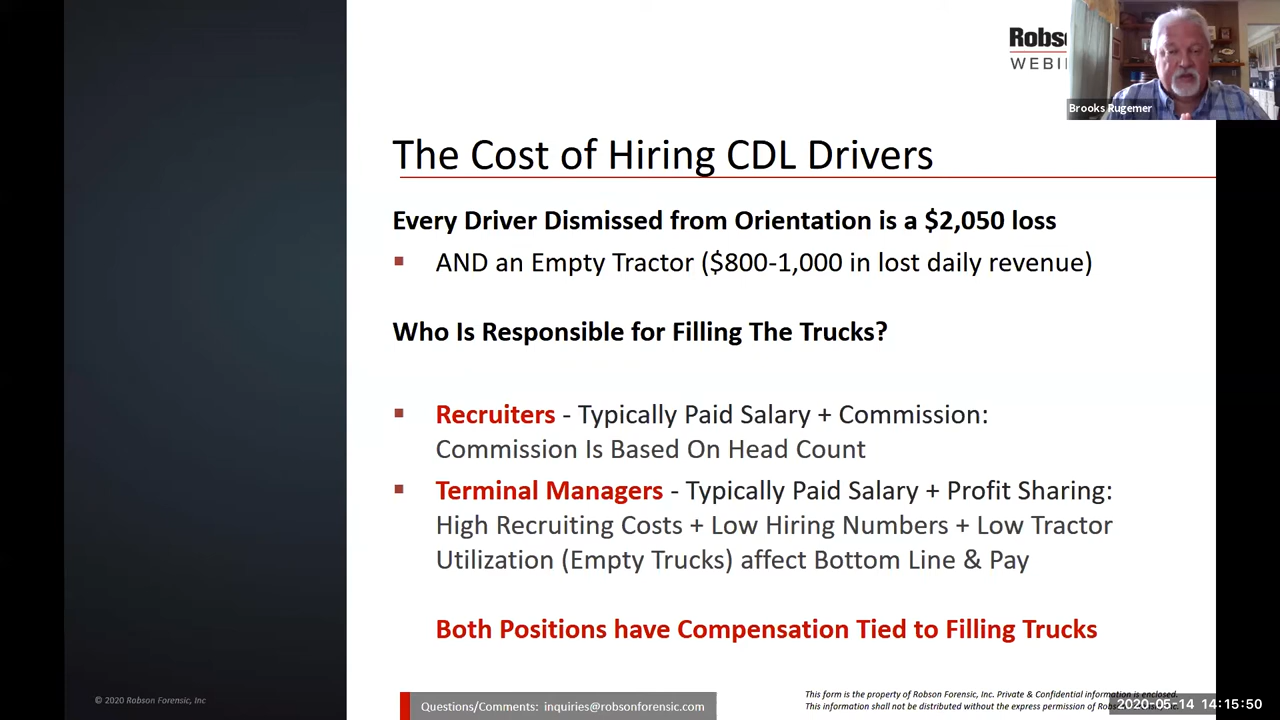 Robs
WEBI
Brooks Rugemer
The Cost of Hiring CDL Drivers
Every Driver Dismissed from Orientation is a $2,050 loss
▪ AND an Empty Tractor ($800-1,000 in lost daily revenue)
Who Is Responsible for Filling The Trucks?
▪ Recruiters - Typically Paid Salary + Commission:
Commission Is Based On Head Count
▪ Terminal Managers - Typically Paid Salary + Profit Sharing:
High Recruiting Costs + Low Hiring Numbers + Low Tractor
Utilization (Empty Trucks) affect Bottom Line & Pay
Both Positions have Compensation Tied to Filling Trucks
© 2020 Robson Forensic, Inc
Questions/Comments: inquiries@robsonforensic.com
This form is the property of Robson Forensic, Inc. Private & Confidential information is enclosed.
This information shall not be distributed without the express permission of
2020-05-14 14:15:50